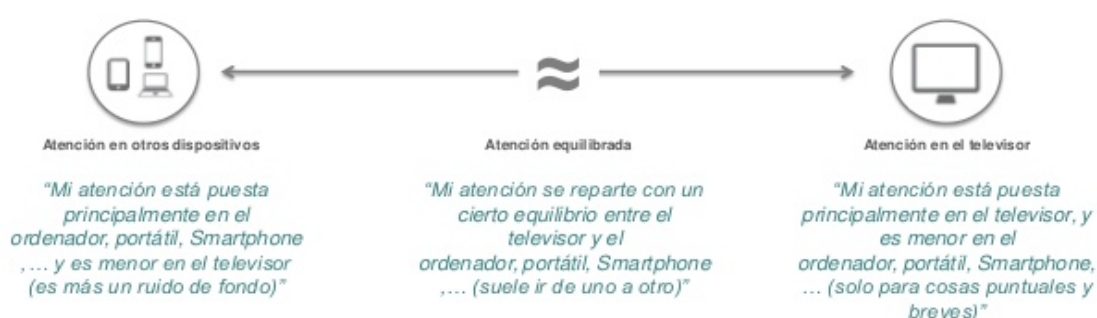 Atención en otros dispositivos
Atención equilibrada
Atención en el televisor
“Mi atención está puesta
principalmente en el
ordenador, portátil, Smartphone
,… y es menor en el televisor
(es más un ruido de fondo)”
“Mi atención se reparte con un
cierto equilibrio entre el
televisor y el
ordenador, portátil, Smartphone
,… (suele ir de uno a otro)”
“Mi atención está puesta
principalmente en el televisor, y
es menor en el
ordenador, portátil, Smartphone,
… (solo para cosas puntuales y
breves)”